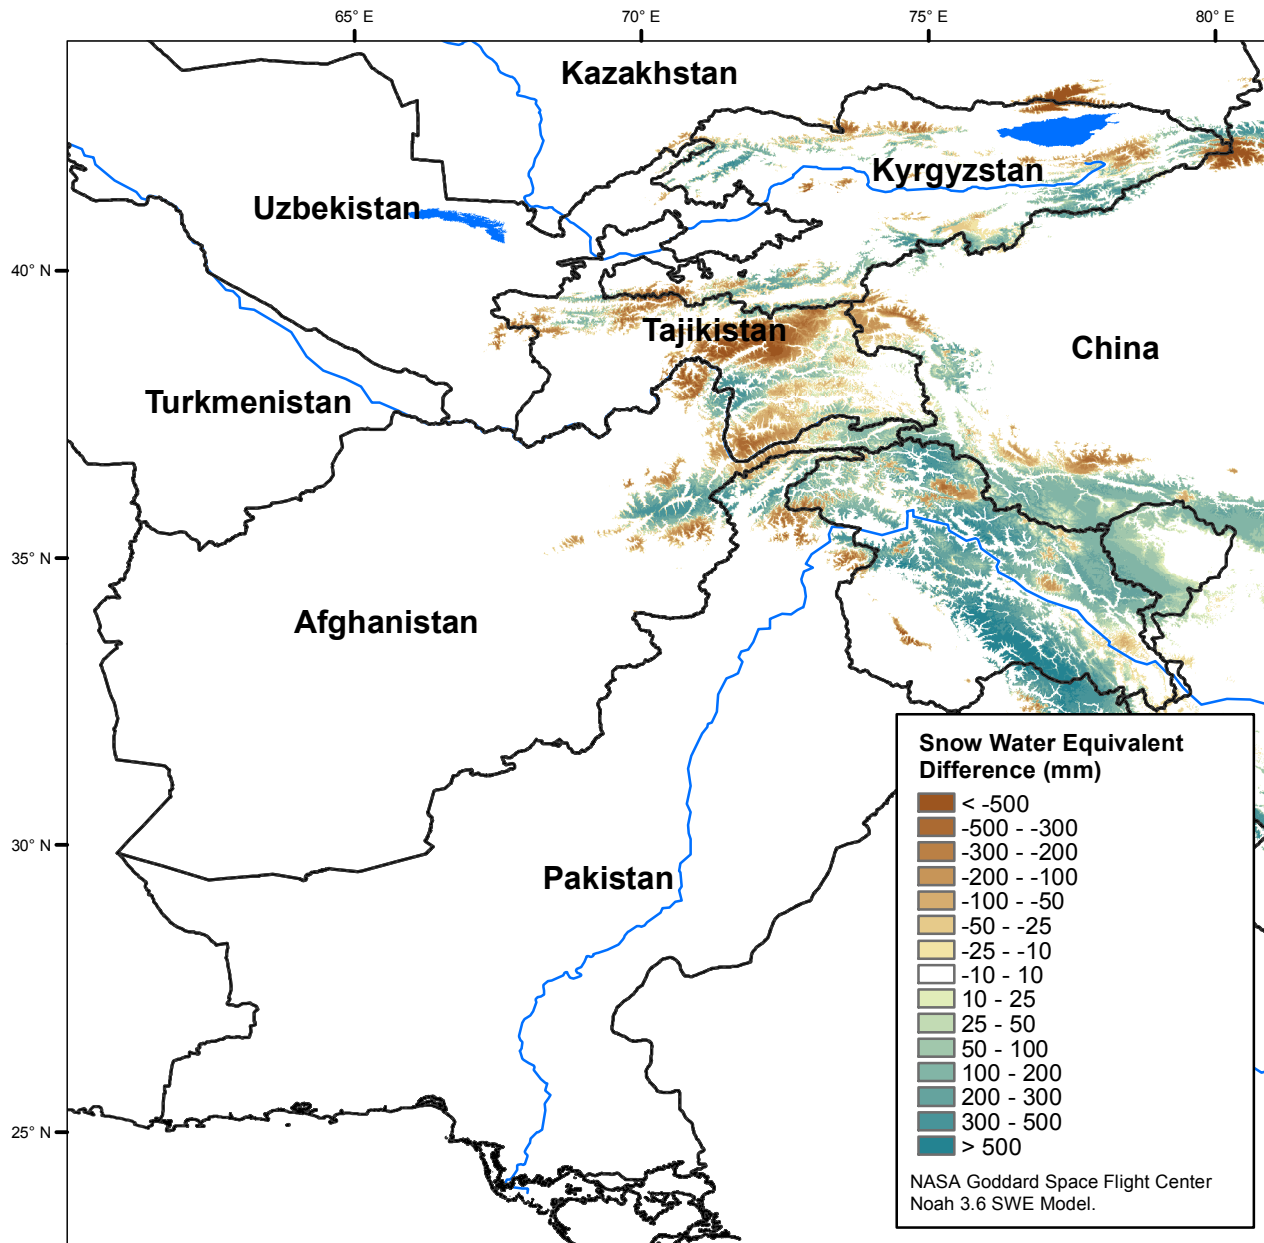 65° E
70° E
75° E
80° E
Kazakhstan
Kyrgyzstan
Uzbekistan
40° N
Tajikistan
China
Turkmenistan
35° N
Afghanistan
Snow Water Equivalent
Difference (mm)
< -500
-500 - -300
-300 - -200
-200 - -100
-100 - -50
-50 - -25
-25 - -10
-10 - 10
10 - 25
25 - 50
50 - 100
100 - 200
200 - 300
300 - 500
> 500
NASA Goddard Space Flight Center
Noah 3.6 SWE Model.
30° N
Pakistan
25° N